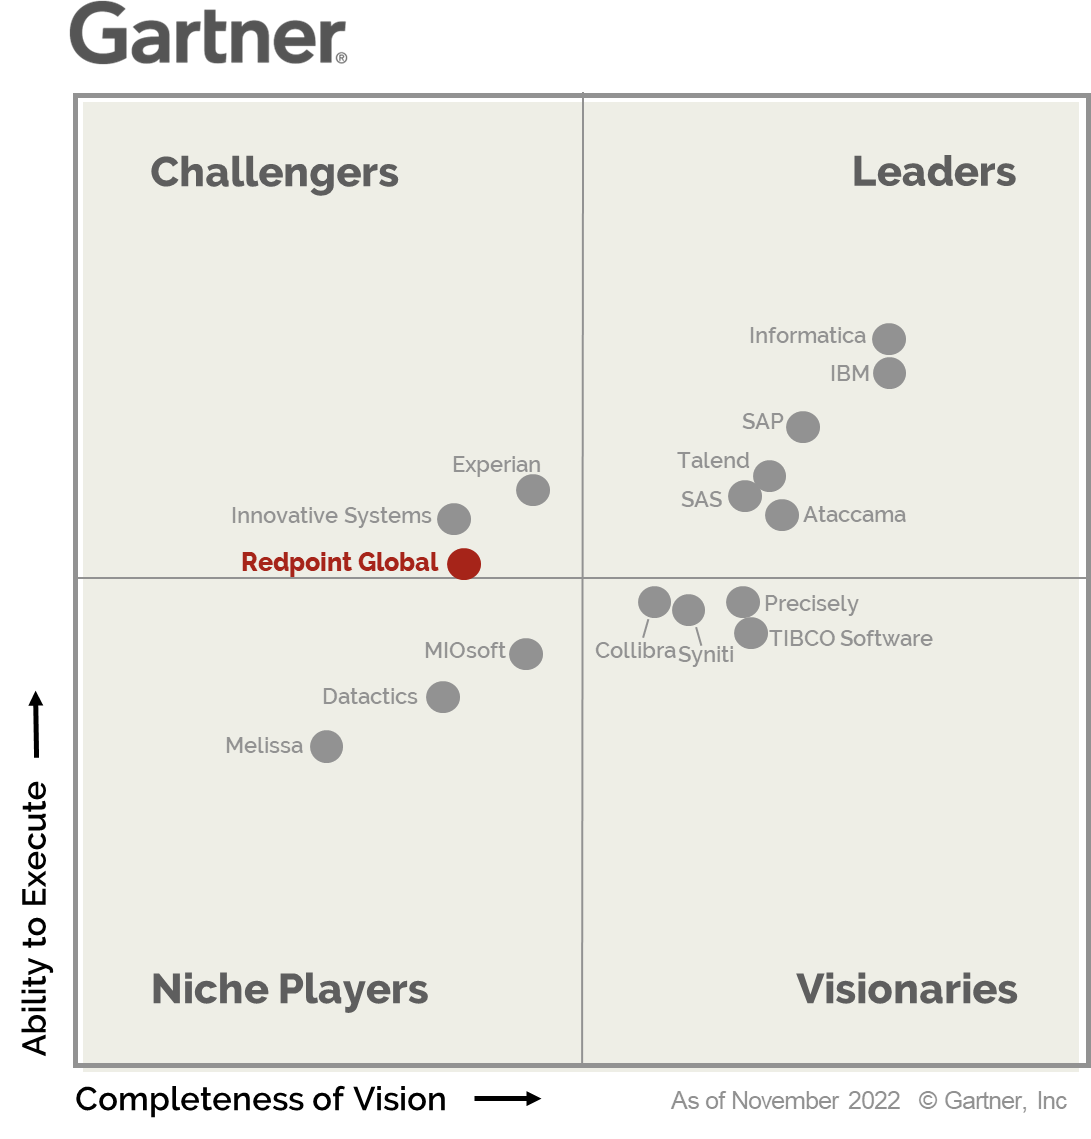 Gartner®
Challengers
Leaders
Informatica
IBM
SAP
Talend
SAS
Ataccama
Experian
Innovative Systems
Redpoint Global
Precisely
TIBCO Software
Collibra
Syniti
MIOsoft
Datactics
Melissa
Niche Players
Visionaries
Ability to Execute
Completeness of Vision
As of November 2022 © Gartner, Inc